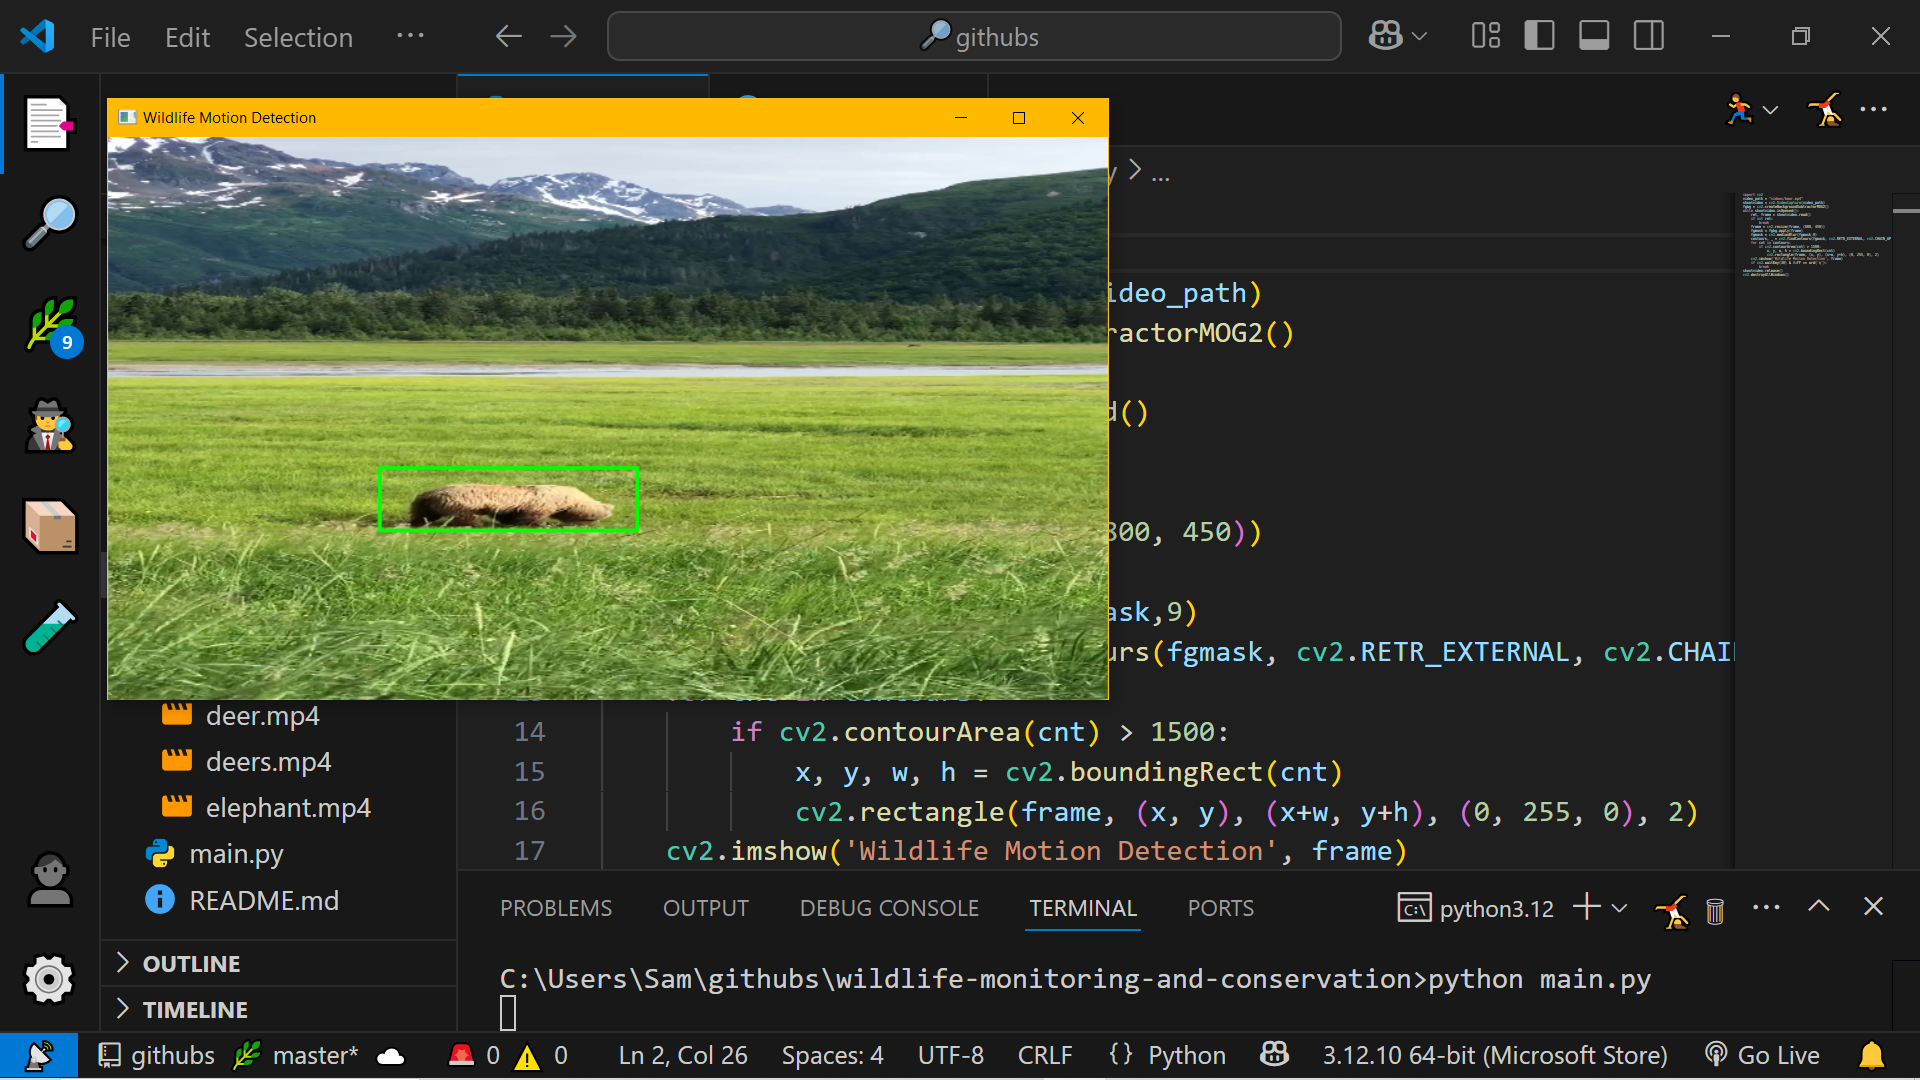 File Edit Selection ··· githubs
Wildlife Motion Detection
y > ...
ideo_path)
ractorMOG2()
d()
800, 450))
ask,9)
urs(fgmask, cv2.RETR_EXTERNAL, cv2.CHAI
14 if cv2.contourArea(cnt) > 1500:
15 x, y, w, h = cv2.boundingRect(cnt)
16 cv2.rectangle(frame, (x, y), (x+w, y+h), (0, 255, 0), 2)
17 cv2.imshow('Wildlife Motion Detection', frame)
9
deer.mp4
deers.mp4
elephant.mp4
main.py
README.md
OUTLINE
TIMELINE
PROBLEMS OUTPUT DEBUG CONSOLE TERMINAL PORTS python3.12
C:\Users\Sam\githubs\wildlife-monitoring-and-conservation>python main.py
githubs master* 0 0 Ln 2, Col 26 Spaces: 4 UTF-8 CRLF {} Python 3.12.10 64-bit (Microsoft Store) Go Live